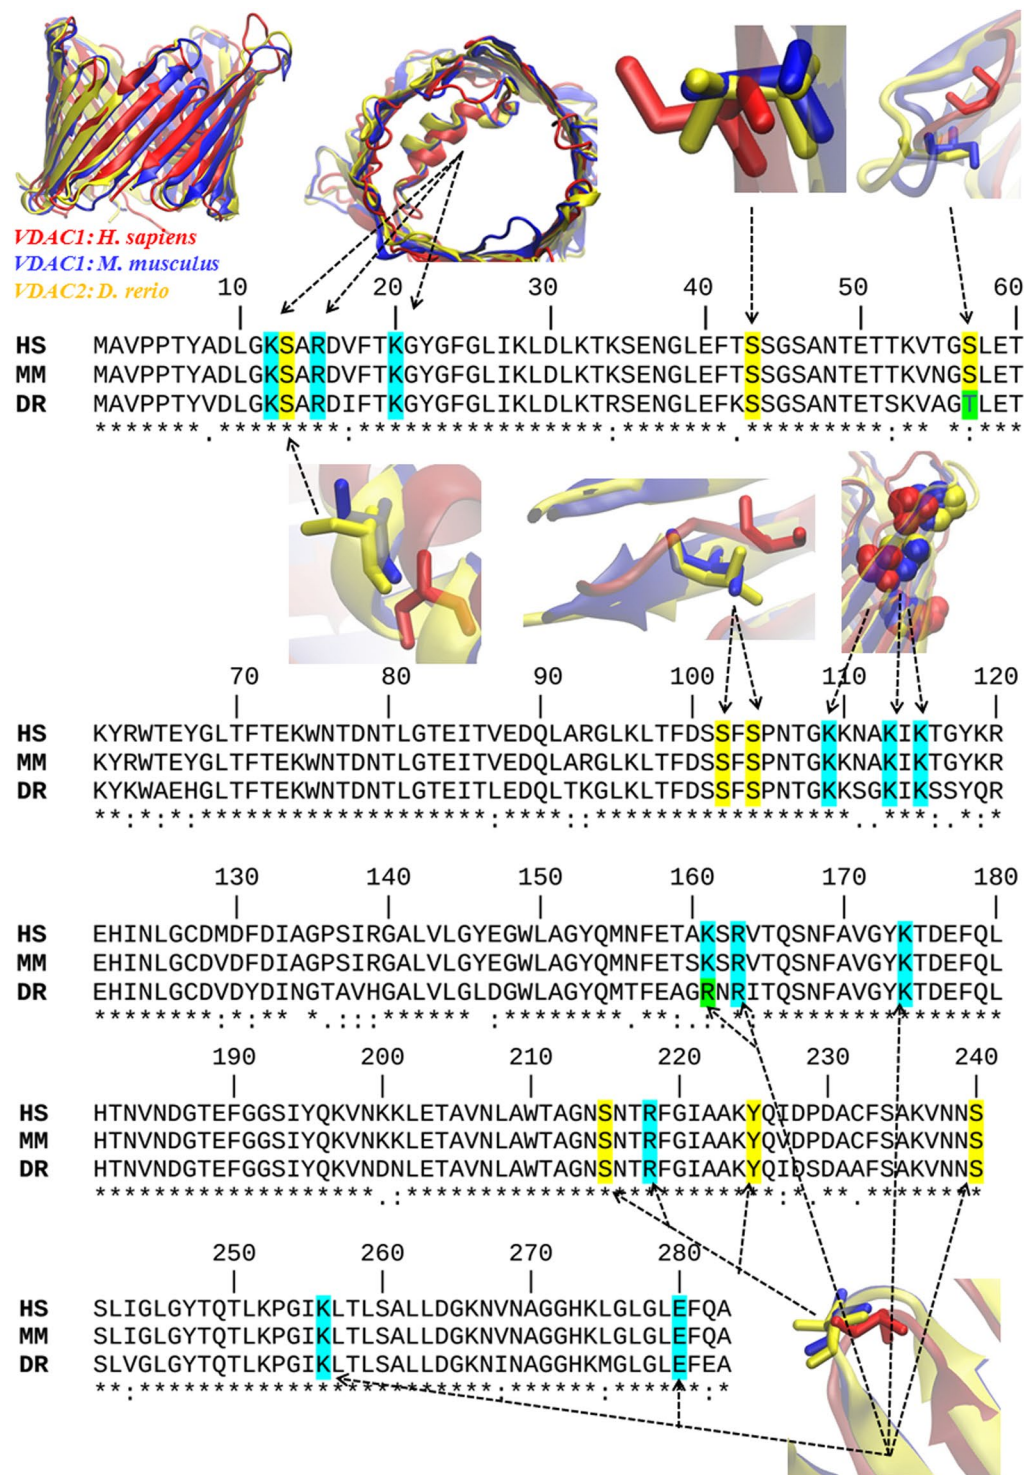 VDAC1: H. sapiens
VDAC1: M. musculus
VDAC2: D. rerio
10 20 30 40 50 60
HS MAVPPTYADLGKSARDVFTKGYGFGLIKLDLKTKSENGLEFTSSGSANTETTKVTGSLET
MM MAVPPTYADLGKSARDVFTKGYGFGLIKLDLKTKSENGLEFTSSGSANTETTKVNGSLET
DR MAVPPTYVDLGKSARDIFTKGYGFGLIKLDLKTRSENGLEFKSSGSANTETSKVAGTLET
*******.********:****************:*******.*********:** *:***
70 80 90 100 110 120
HS KYRWTEYGLTFTEKWNTDNTLGTEITVEDQLARGLKLTFDSSFSPNTGKKNAKIKTGYKR
MM KYRWTEYGLTFTEKWNTDNTLGTEITVEDQLARGLKLTFDSSFSPNTGKKNAKIKTGYKR
DR KYKWAEHGLTFTEKWNTDNTLGTEITLEDQLTKGLKLTFDSSFSPNTGKKSGKIKSSYQR
**:*:*:*******************:****::*****************..***:.*:*
130 140 150 160 170 180
HS EHINLGCDMDFDIAGPSIRGALVLGYEGWLAGYQMNFETAKSRVTQSNFAVGYKTDEFQL
MM EHINLGCDVDFDIAGPSIRGALVLGYEGWLAGYQMNFETSKSRVTQSNFAVGYKTDEFQL
DR EHINLGCDVDYDINGTAVHGALVLGLDGWLAGYQMTFEAGRNRITQSNFAVGYKTDEFQL
190 200 210 220 230 240
HS HTNVNDGTEFGGSIYQKVNKKLETAVNLAWTAGNSNTRFGIAAKYQIDPDACFSAKVNNS
MM HTNVNDGTEFGGSIYQKVNKKLETAVNLAWTAGNSNTRFGIAAKYQVDPDACFSAKVNNS
DR HTNVNDGTEFGGSIYQKVNDNLETAVNLAWTAGNSNTRFGIAAKYQIDSDAAFSAKVNNS
250 260 270 280
HS SLIGLGYTQTLKPGIKLTLSALLDGKNVNAGGHKLGLGLEFQA
MM SLIGLGYTQTLKPGIKLTLSALLDGKNVNAGGHKLGLGLEFQA
DR SLVGLGYTQTLKPGIKLTLSALLDGKNINAGGHKMGLGLEFEA
**:************************:******:******:*